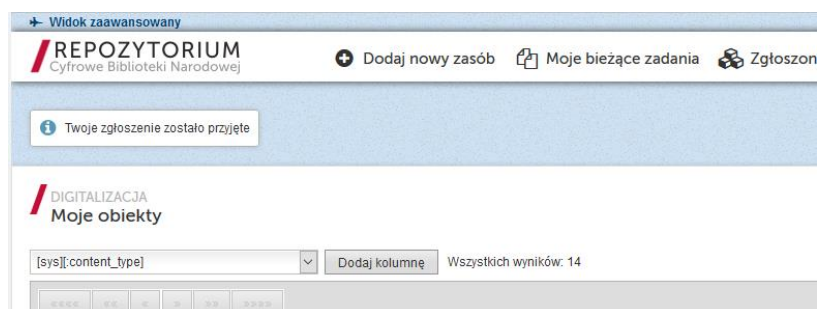 Widok zaawansowany
REPOZYTORIUM
Cyfrowe Biblioteki Narodowej
Dodaj nowy zasób Moje bieżące zadania Zgłoszon
Twoje zgłoszenie zostało przyjęte
DIGITALIZACJA
Moje obiekty
[sys][:content_type] Dodaj kolumnę Wszystkich wyników: 14
«««« «« « » »» »»»»